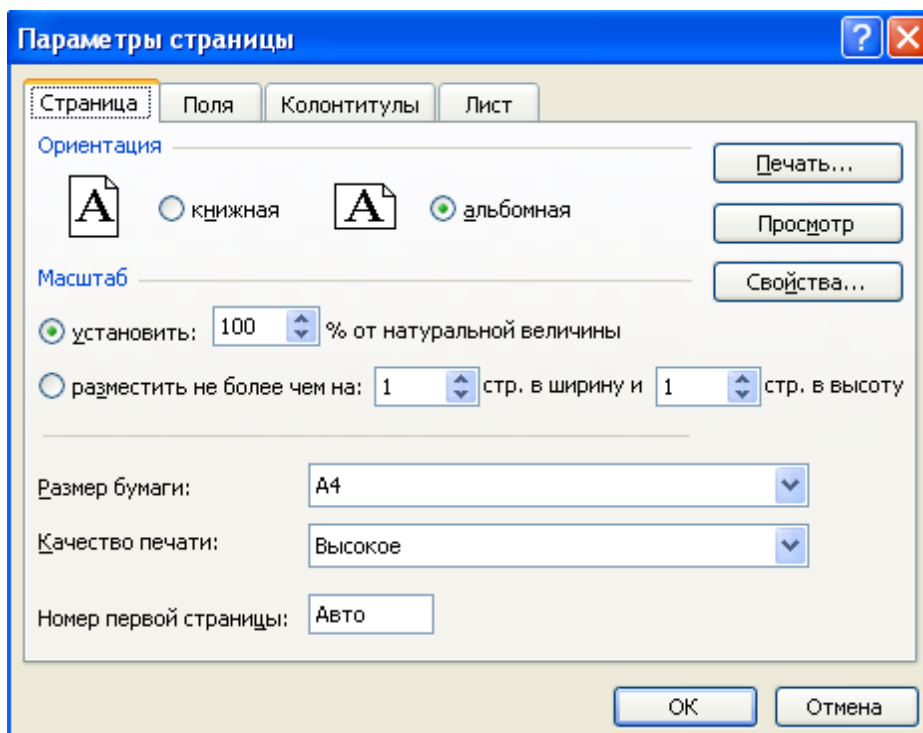 Параметры страницы
Страница Поля Колонтитулы Лист
Ориентация
Печать...
A книжная A альбомная
Просмотр
Масштаб
Свойства...
установить: 100 % от натуральной величины
разместить не более чем на: 1 стр. в ширину и 1 стр. в высоту
Размер бумаги: A4
Качество печати: Высокое
Номер первой страницы: Авто
ОК Отмена